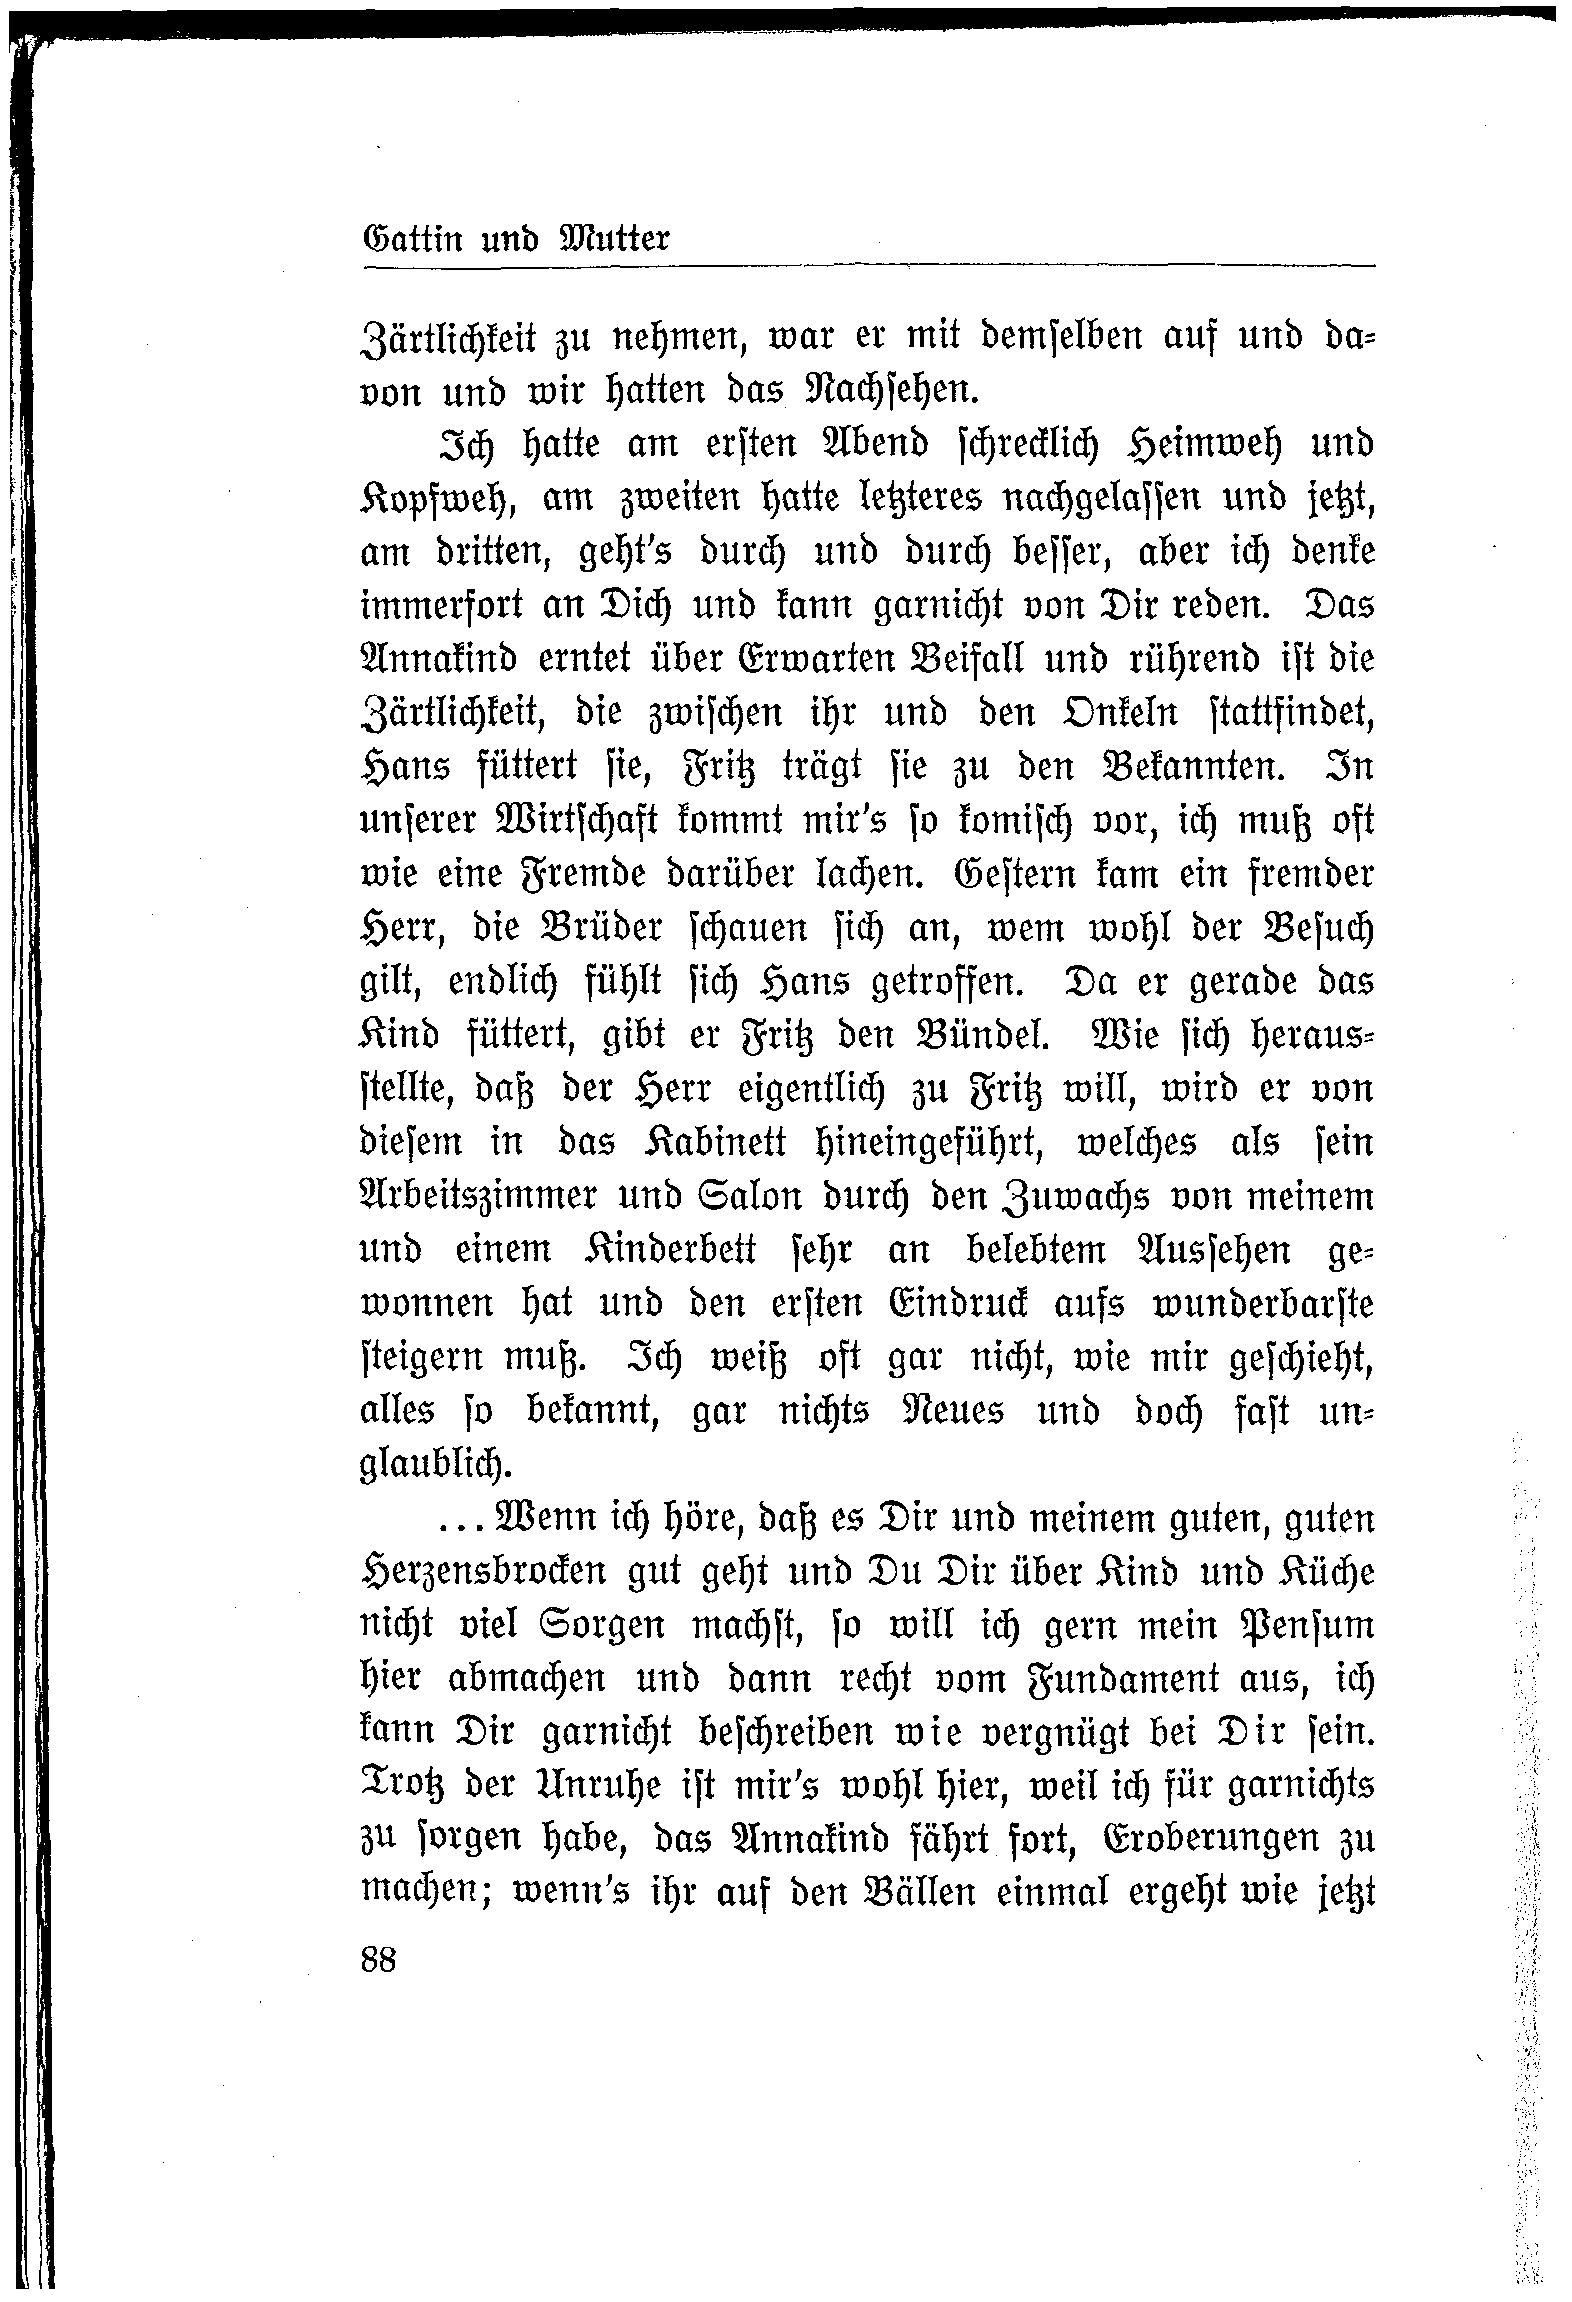 Gattin und Mutter
Zärtlichkeit zu nehmen, war er mit demselben auf und da-
von und wir hatten das Nachsehen.
Ich hatte am ersten Abend schrecklich Heimweh und
Kopfweh, am zweiten hatte letzteres nachgelassen und jetzt,
am dritten, geht's durch und durch besser, aber ich denke
immerfort an Dich und kann garnicht von Dir reden. Das
Annakind erntet über Erwarten Beifall und rührend ist die
Zärtlichkeit, die zwischen ihr und den Onkeln stattfindet,
Hans füttert sie, Fritz trägt sie zu den Bekannten. In
unserer Wirtschaft kommt mir's so komisch vor, ich muß oft
wie eine Fremde darüber lachen. Gestern kam ein fremder
Herr, die Brüder schauen sich an, wem wohl der Besuch
gilt, endlich fühlt sich Hans getroffen. Da er gerade das
Kind füttert, gibt er Fritz den Bündel. Wie sich heraus-
stellte, daß der Herr eigentlich zu Fritz will, wird er von
diesem in das Kabinett hineingeführt, welches als sein
Arbeitszimmer und Salon durch den Zuwachs von meinem
und einem Kinderbett sehr an belebtem Aussehen ge-
wonnen hat und den ersten Eindruck aufs wunderbarste
steigern muß. Ich weiß oft gar nicht, wie mir geschieht,
alles so bekannt, gar nichts Neues und doch fast un-
glaublich.
... Wenn ich höre, daß es Dir und meinem guten, guten
Herzensbrocken gut geht und Du Dir über Kind und Küche
nicht viel Sorgen machst, so will ich gern mein Pensum
hier abmachen und dann recht vom Fundament aus, ich
kann Dir garnicht beschreiben wie vergnügt bei Dir sein.
Trotz der Unruhe ist mir's wohl hier, weil ich für garnichts
zu sorgen habe, das Annakind fährt fort, Eroberungen zu
machen; wenn's ihr auf den Bällen einmal ergeht wie jetzt
88